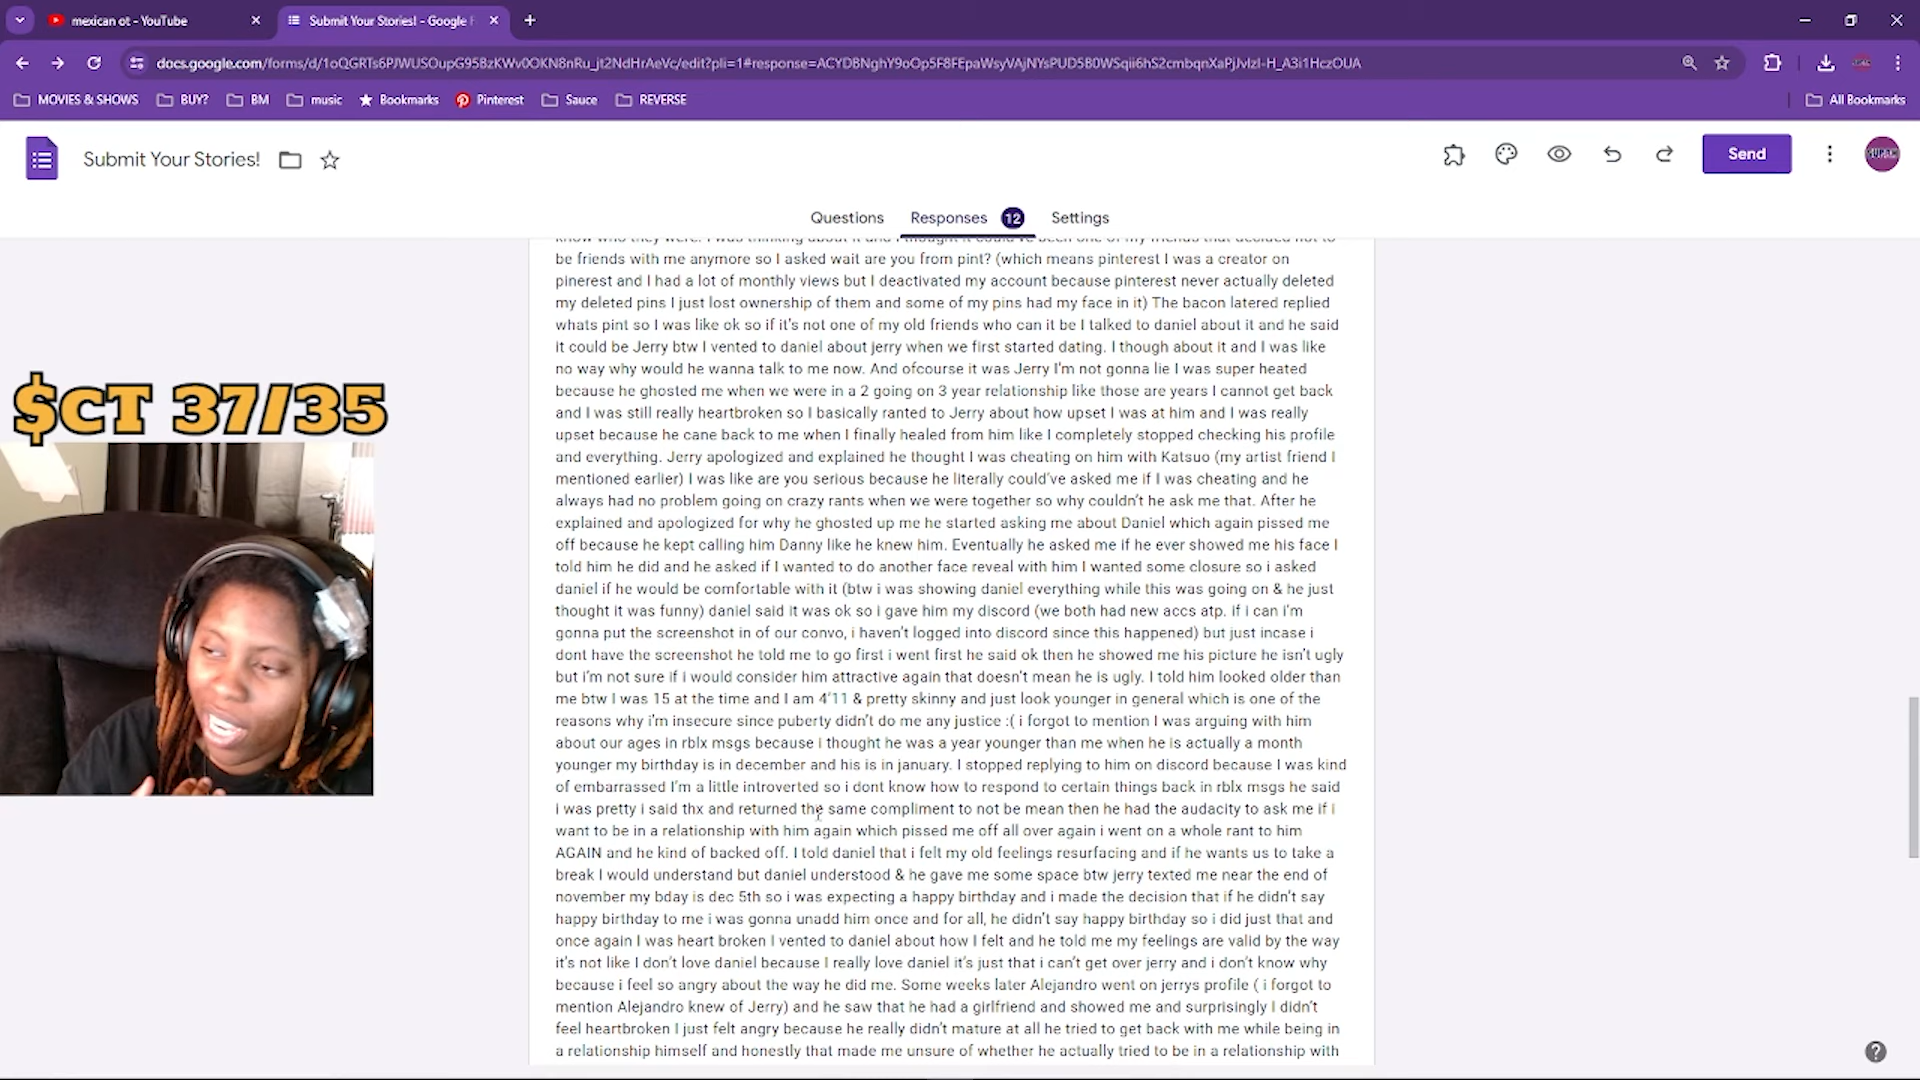 mexican ot - YouTube
Submit Your Stories! - Google F
docs.google.com/forms/d/1oQGRTs6PJWUSOupG95BzKWv0OKN8nRu_jt2NdHrAeVc/edit?pli=1#response=ACYDBNghY9oOp5F8FEpaWsyVAjNYsPUD5B0WSqii6hS2cmbqnXaPjJvIzI-H_A3i1HczOUA
MOVIES & SHOWS BUY? BM music Bookmarks Pinterest Sauce REVERSE All Bookmarks
Submit Your Stories!
Send
Questions Responses 12 Settings
know who they were. I was thinking about it and I thought it could've been one of my friends that decided not to
be friends with me anymore so I asked wait are you from pint? (which means pinterest I was a creator on
pinerest and I had a lot of monthly views but I deactivated my account because pinterest never actually deleted
my deleted pins I just lost ownership of them and some of my pins had my face in it) The bacon latered replied
whats pint so I was like ok so if it's not one of my old friends who can it be I talked to daniel about it and he said
it could be Jerry btw I vented to daniel about jerry when we first started dating. I though about it and I was like
no way why would he wanna talk to me now. And ofcourse it was Jerry I'm not gonna lie I was super heated
because he ghosted me when we were in a 2 going on 3 year relationship like those are years I cannot get back
and I was still really heartbroken so I basically ranted to Jerry about how upset I was at him and I was really
upset because he cane back to me when I finally healed from him like I completely stopped checking his profile
and everything. Jerry apologized and explained he thought I was cheating on him with Katsuo (my artist friend I
mentioned earlier) I was like are you serious because he literally could've asked me if I was cheating and he
always had no problem going on crazy rants when we were together so why couldn't he ask me that. After he
explained and apologized for why he ghosted up me he started asking me about Daniel which again pissed me
off because he kept calling him Danny like he knew him. Eventually he asked me if he ever showed me his face I
told him he did and he asked if I wanted to do another face reveal with him I wanted some closure so i asked
daniel if he would be comfortable with it (btw i was showing daniel everything while this was going on & he just
thought it was funny) daniel said it was ok so i gave him my discord (we both had new accs atp. if i can i'm
gonna put the screenshot in of our convo, i haven't logged into discord since this happened) but just incase i
dont have the screenshot he told me to go first i went first he said ok then he showed me his picture he isn't ugly
but i'm not sure if i would consider him attractive again that doesn't mean he is ugly. I told him looked older than
me btw I was 15 at the time and I am 4'11 & pretty skinny and just look younger in general which is one of the
reasons why i'm insecure since puberty didn't do me any justice :( i forgot to mention I was arguing with him
about our ages in rblx msgs because i thought he was a year younger than me when he is actually a month
younger my birthday is in december and his is in january. I stopped replying to him on discord because I was kind
of embarrassed I'm a little introverted so i dont know how to respond to certain things back in rblx msgs he said
i was pretty i said thx and returned the same compliment to not be mean then he had the audacity to ask me if I
want to be in a relationship with him again which pissed me off all over again i went on a whole rant to him
AGAIN and he kind of backed off. I told daniel that i felt my old feelings resurfacing and if he wants us to take a
break I would understand but daniel understood & he gave me some space btw jerry texted me near the end of
november my bday is dec 5th so i was expecting a happy birthday and i made the decision that if he didn't say
happy birthday to me i was gonna unadd him once and for all, he didn't say happy birthday so i did just that and
once again I was heart broken I vented to daniel about how I felt and he told me my feelings are valid by the way
it's not like I don't love daniel because I really love daniel it's just that i can't get over jerry and i don't know why
because i feel so angry about the way he did me. Some weeks later Alejandro went on jerrys profile ( i forgot to
mention Alejandro knew of Jerry) and he saw that he had a girlfriend and showed me and surprisingly I didn't
feel heartbroken I just felt angry because he really didn't mature at all he tried to get back with me while being in
a relationship himself and honestly that made me unsure of whether he actually tried to be in a relationship with
$CT 37/35